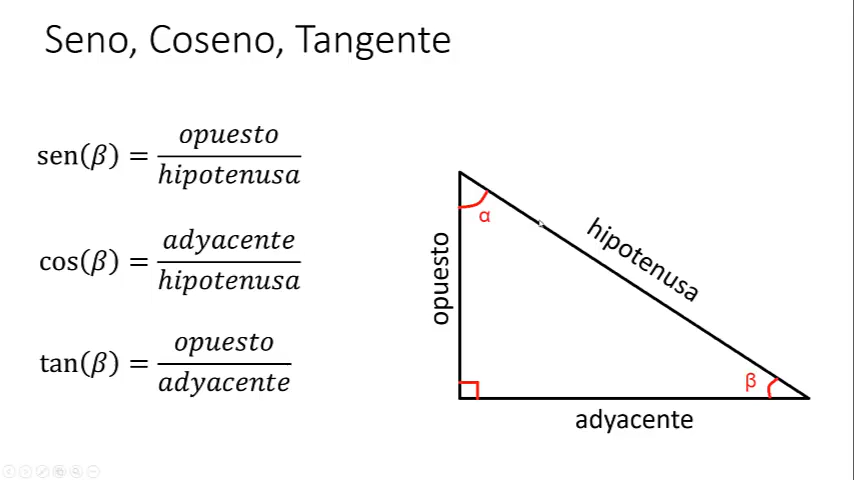 Seno, Coseno, Tangente
sen(β) = opuesto / hipotenusa
cos(β) = adyacente / hipotenusa
tan(β) = opuesto / adyacente
α
hipotenusa
opuesto
β
adyacente